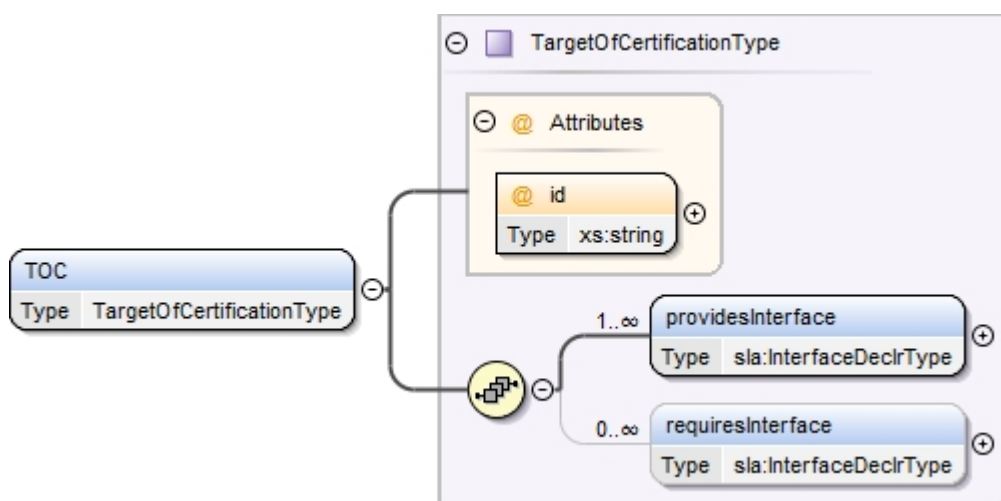 TargetOfCertificationType
@ Attributes
@ id
Type xs:string
TOC
Type TargetOfCertificationType
1..∞ providesInterface
Type sla:InterfaceDeclrType
0..∞ requiresInterface
Type sla:InterfaceDeclrType